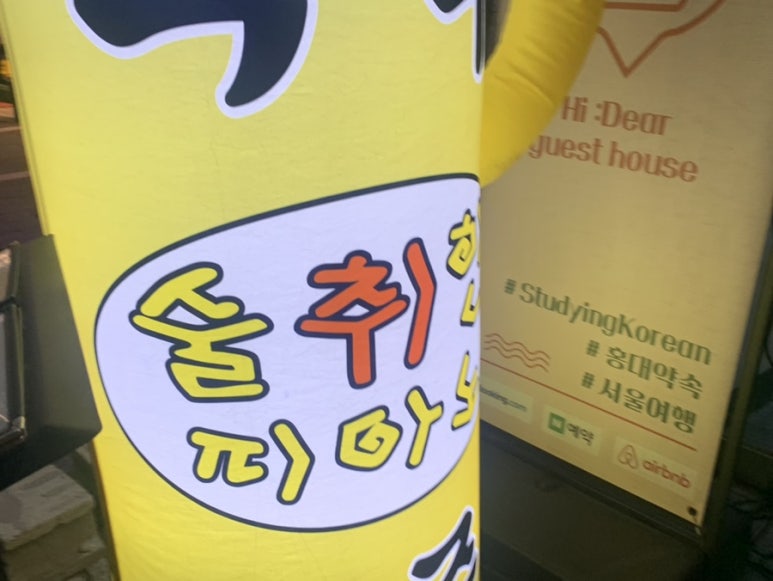 술취한
피아노
Hi :Dear
guest house
#StudyingKorean
#홍대약속
#서울여행
예약
airbnb